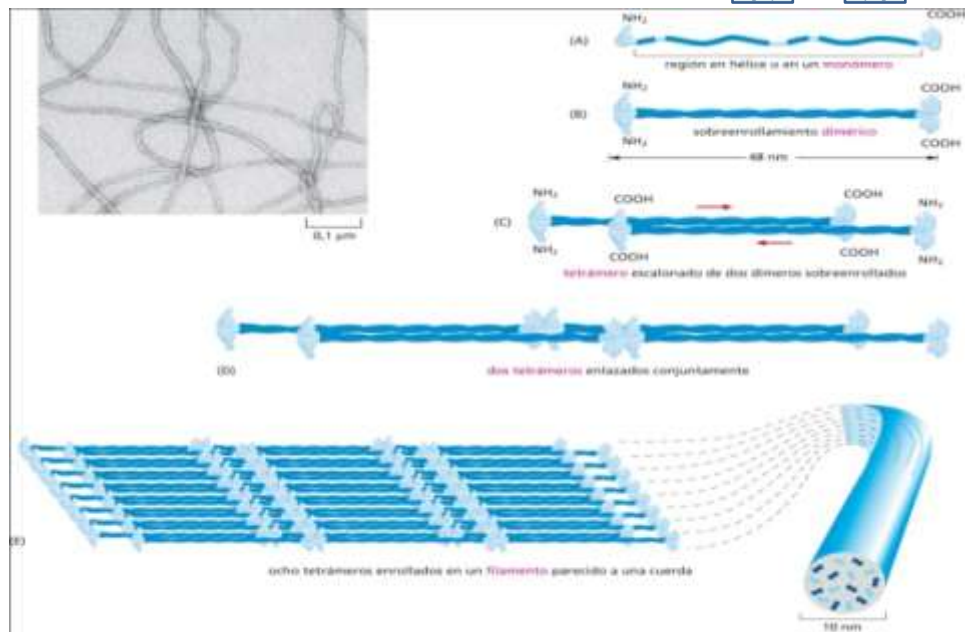 0,1 µm
(A)
NH₂
COOH
región en hélice α en un monómero
(B)
NH₂
COOH
sobreenrollamiento dimérico
NH₂
COOH
48 nm
(C)
NH₂
COOH
COOH
NH₂
NH₂
COOH
COOH
NH₂
tetrámero escalonado de dos dímeros sobreenrollados
(D)
dos tetrámeros enlazados conjuntamente
(E)
ocho tetrámeros enrollados en un filamento parecido a una cuerda
10 nm